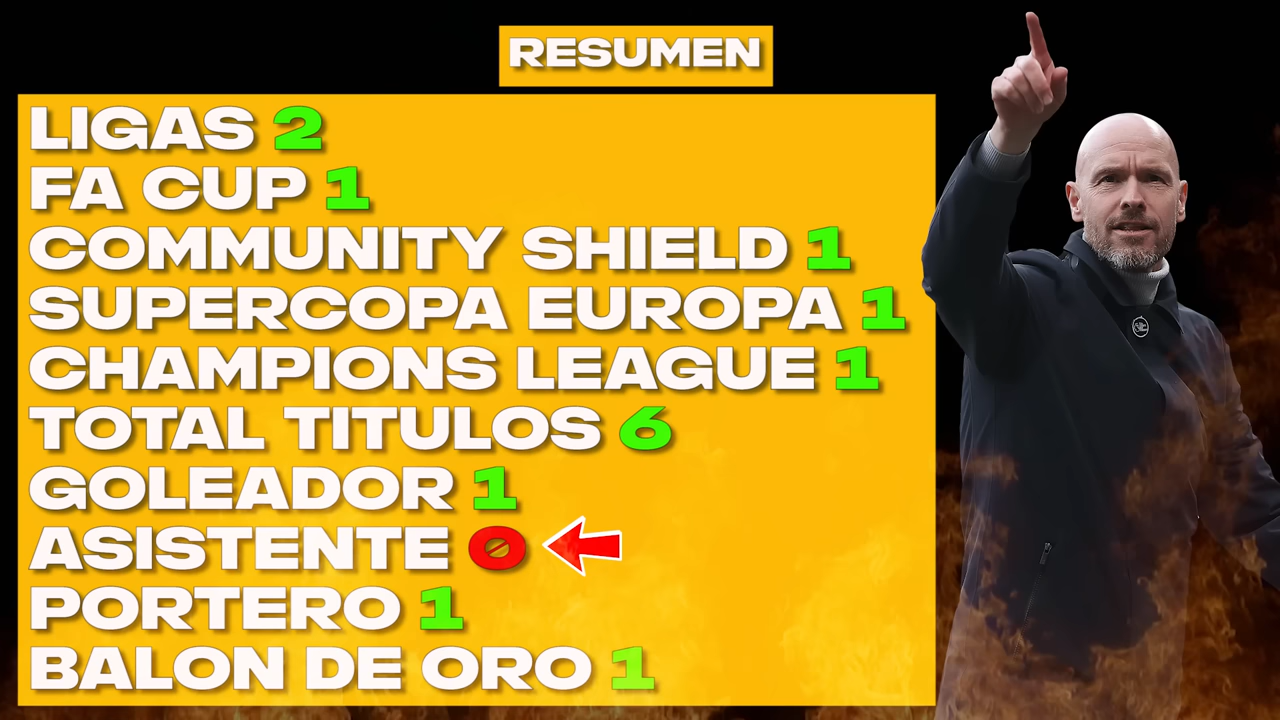 RESUMEN
LIGAS 2
FA CUP 1
COMMUNITY SHIELD 1
SUPERCOPA EUROPA 1
CHAMPIONS LEAGUE 1
TOTAL TITULOS 6
GOLEADOR 1
ASISTENTE 0
PORTERO 1
BALON DE ORO 1